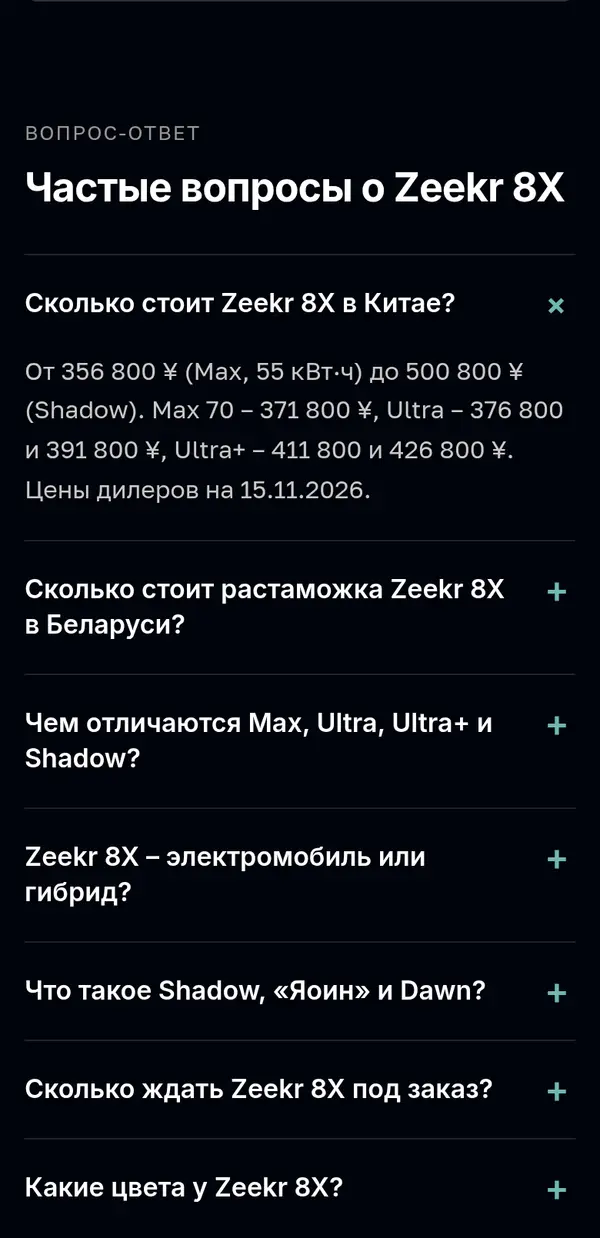 ВОПРОС-ОТВЕТ
Частые вопросы о Zeekr 8X
Сколько стоит Zeekr 8X в Китае?
От 356 800 ¥ (Max, 55 кВт·ч) до 500 800 ¥
(Shadow). Max 70 – 371 800 ¥, Ultra – 376 800
и 391 800 ¥, Ultra+ – 411 800 и 426 800 ¥.
Цены дилеров на 15.11.2026.
Сколько стоит растаможка Zeekr 8X
в Беларуси?
Чем отличаются Max, Ultra, Ultra+ и
Shadow?
Zeekr 8X – электромобиль или
гибрид?
Что такое Shadow, «Яоин» и Dawn?
Сколько ждать Zeekr 8X под заказ?
Какие цвета у Zeekr 8X?